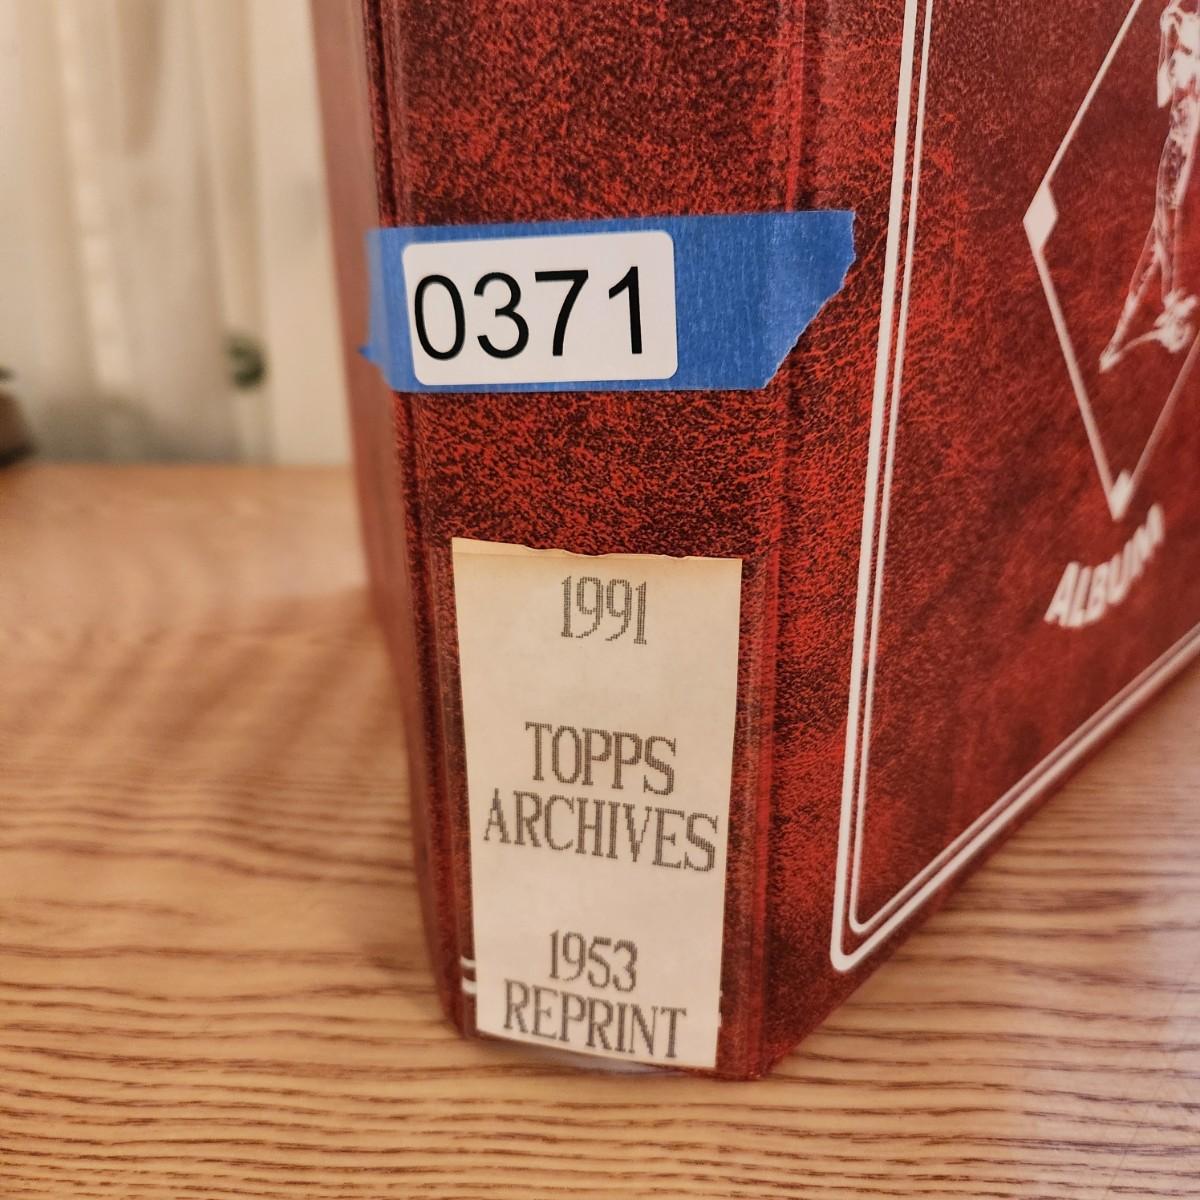 0371
1991
TOPPS
ARCHIVES
1953
REPRINT
ALBUM